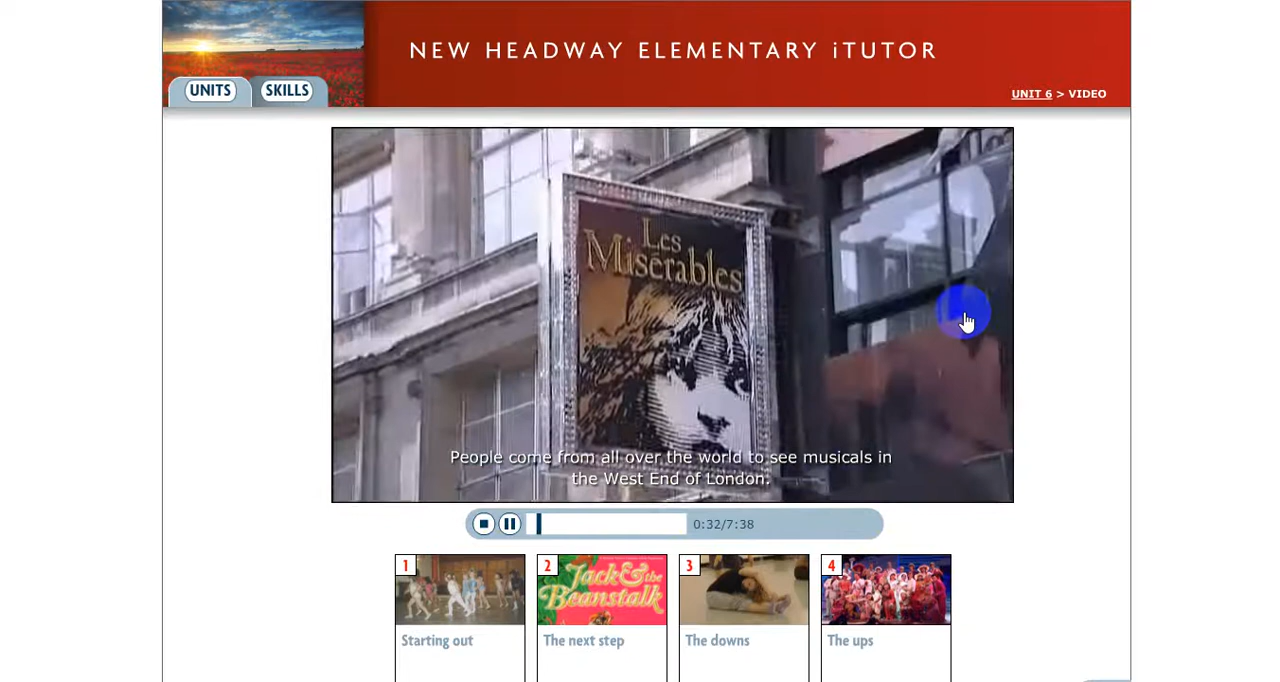 NEW HEADWAY ELEMENTARY iTUTOR
UNITS
SKILLS
UNIT 6 > VIDEO
Les
Misérables
People come from all over the world to see musicals in
the West End of London.
0:32/7:38
1
2
3
4
Jack & the
Beanstalk
Starting out
The next step
The downs
The ups